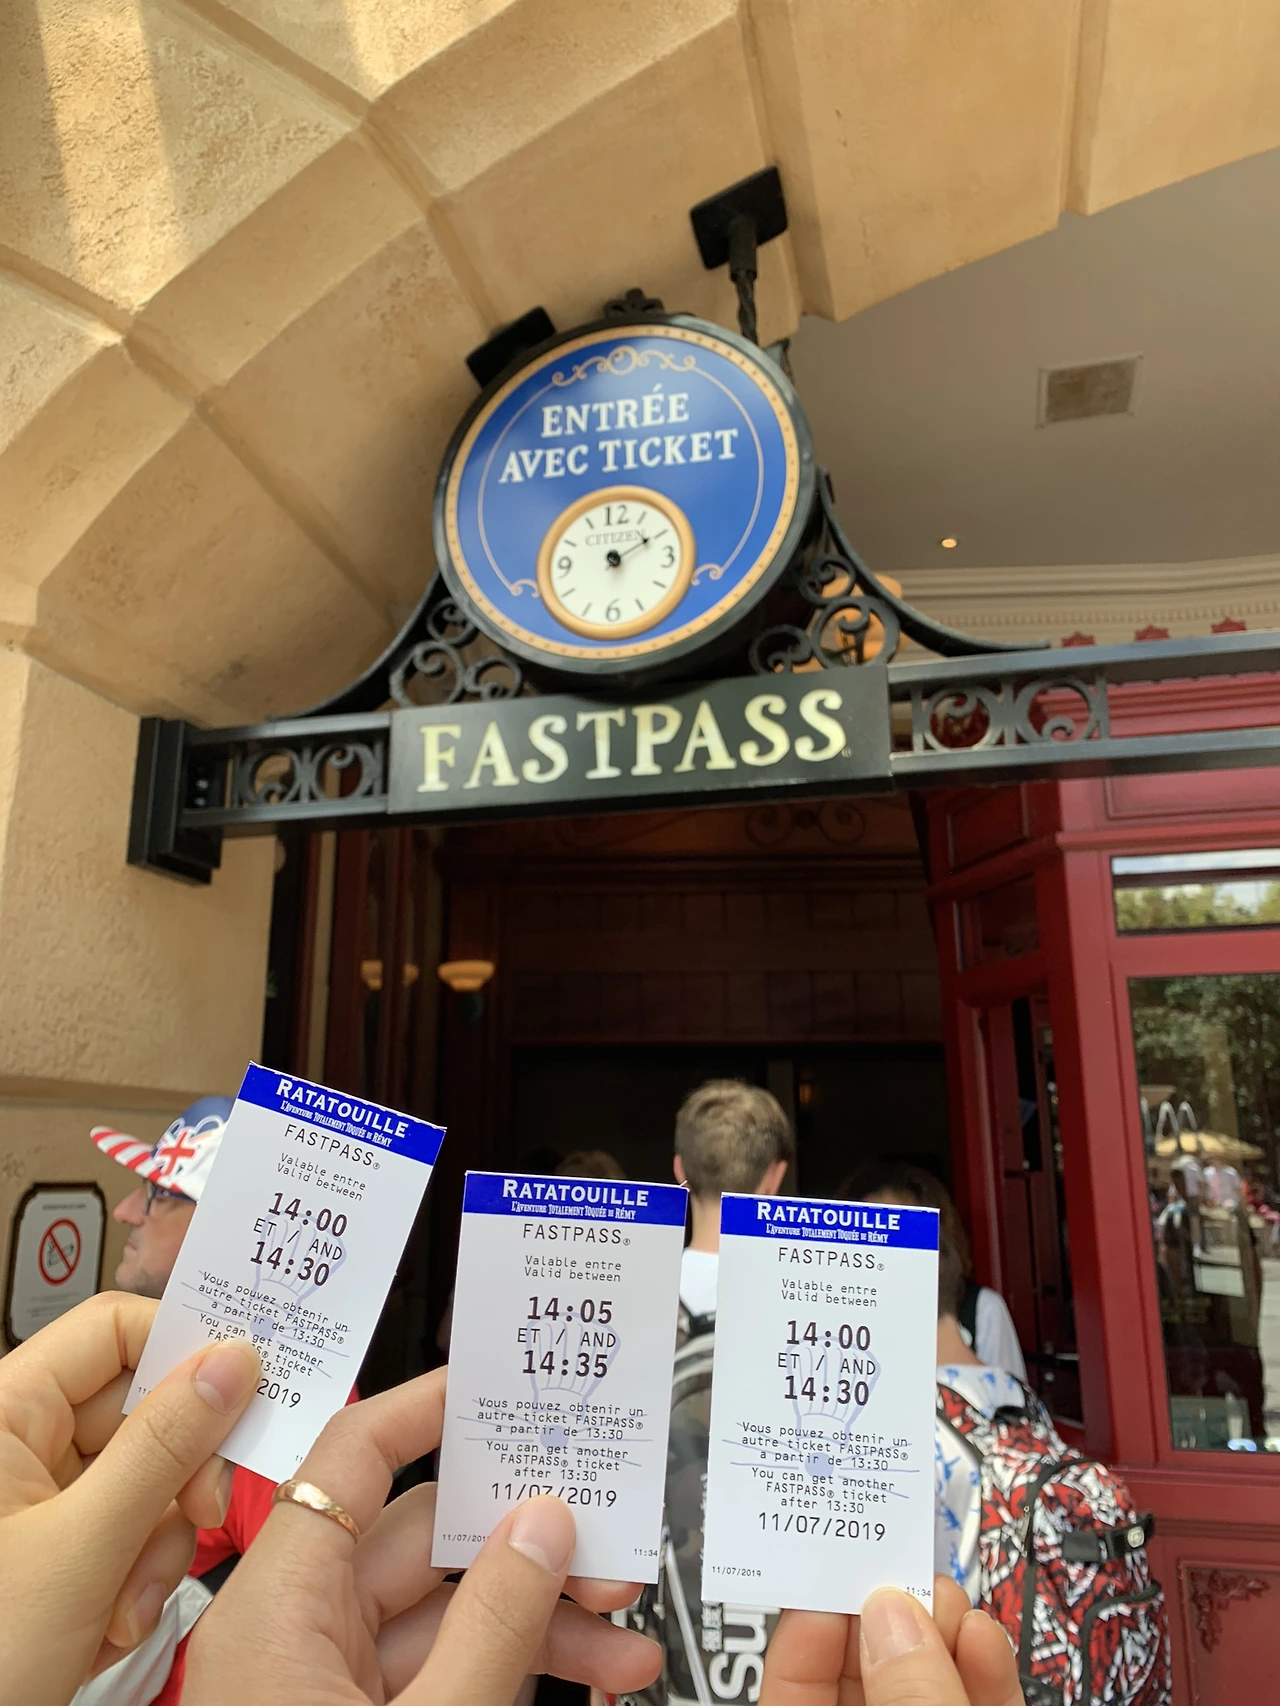 ENTRÉE
AVEC TICKET
12
CITIZEN
9
3
6
FASTPASS
RATATOUILLE
L'AVENTURE TOTALEMENT TOQUÉE DE RÉMY
FASTPASS®
Valable entre
Valid between
14:00
ET / AND
14:30
Vous pouvez obtenir un
autre ticket FASTPASS®
a partir de 13:30
You can get another
ticket
13:30
2019
RATATOUILLE
L'AVENTURE TOTALEMENT TOQUÉE DE RÉMY
FASTPASS®
Valable entre
Valid between
14:05
ET / AND
14:35
Vous pouvez obtenir un
autre ticket FASTPASS®
a partir de 13:30
You can get another
FASTPASS® ticket
after 13:30
11/07/2019
11/07/201
11:34
RATATOUILLE
L'AVENTURE TOTALEMENT TOQUÉE DE RÉMY
FASTPASS®
Valable entre
Valid between
14:00
ET / AND
14:30
Vous pouvez obtenir un
autre ticket FASTPASS®
a partir de 13:30
You can get another
FASTPASS® ticket
after 13:30
11/07/2019
11/07/2019
11:34